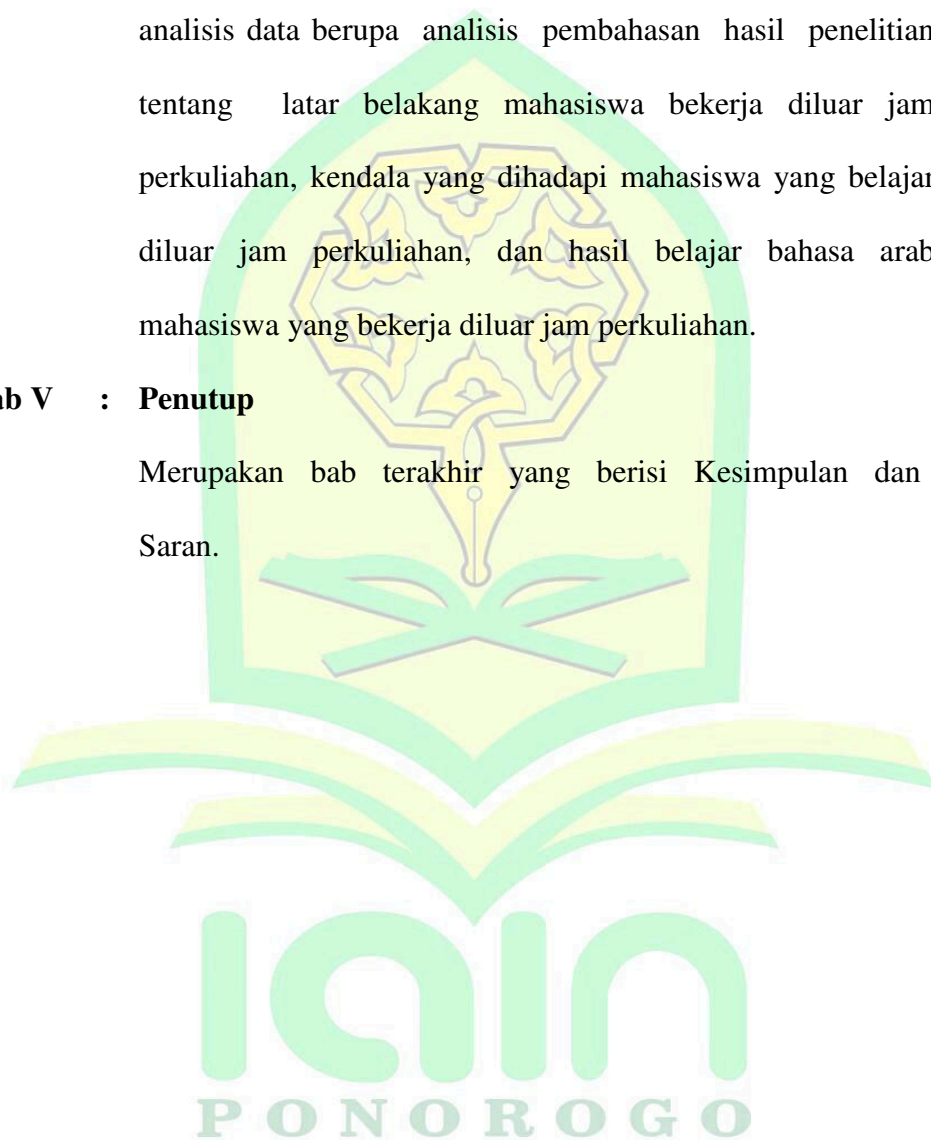 analisis data berupa analisis pembahasan hasil penelitian
tentang latar belakang mahasiswa bekerja diluar jam
perkuliahan, kendala yang dihadapi mahasiswa yang belajar
diluar jam perkuliahan, dan hasil belajar bahasa arab
mahasiswa yang bekerja diluar jam perkuliahan.
ab V : Penutup
Merupakan bab terakhir yang berisi Kesimpulan dan
Saran.
iain
PONOROGO